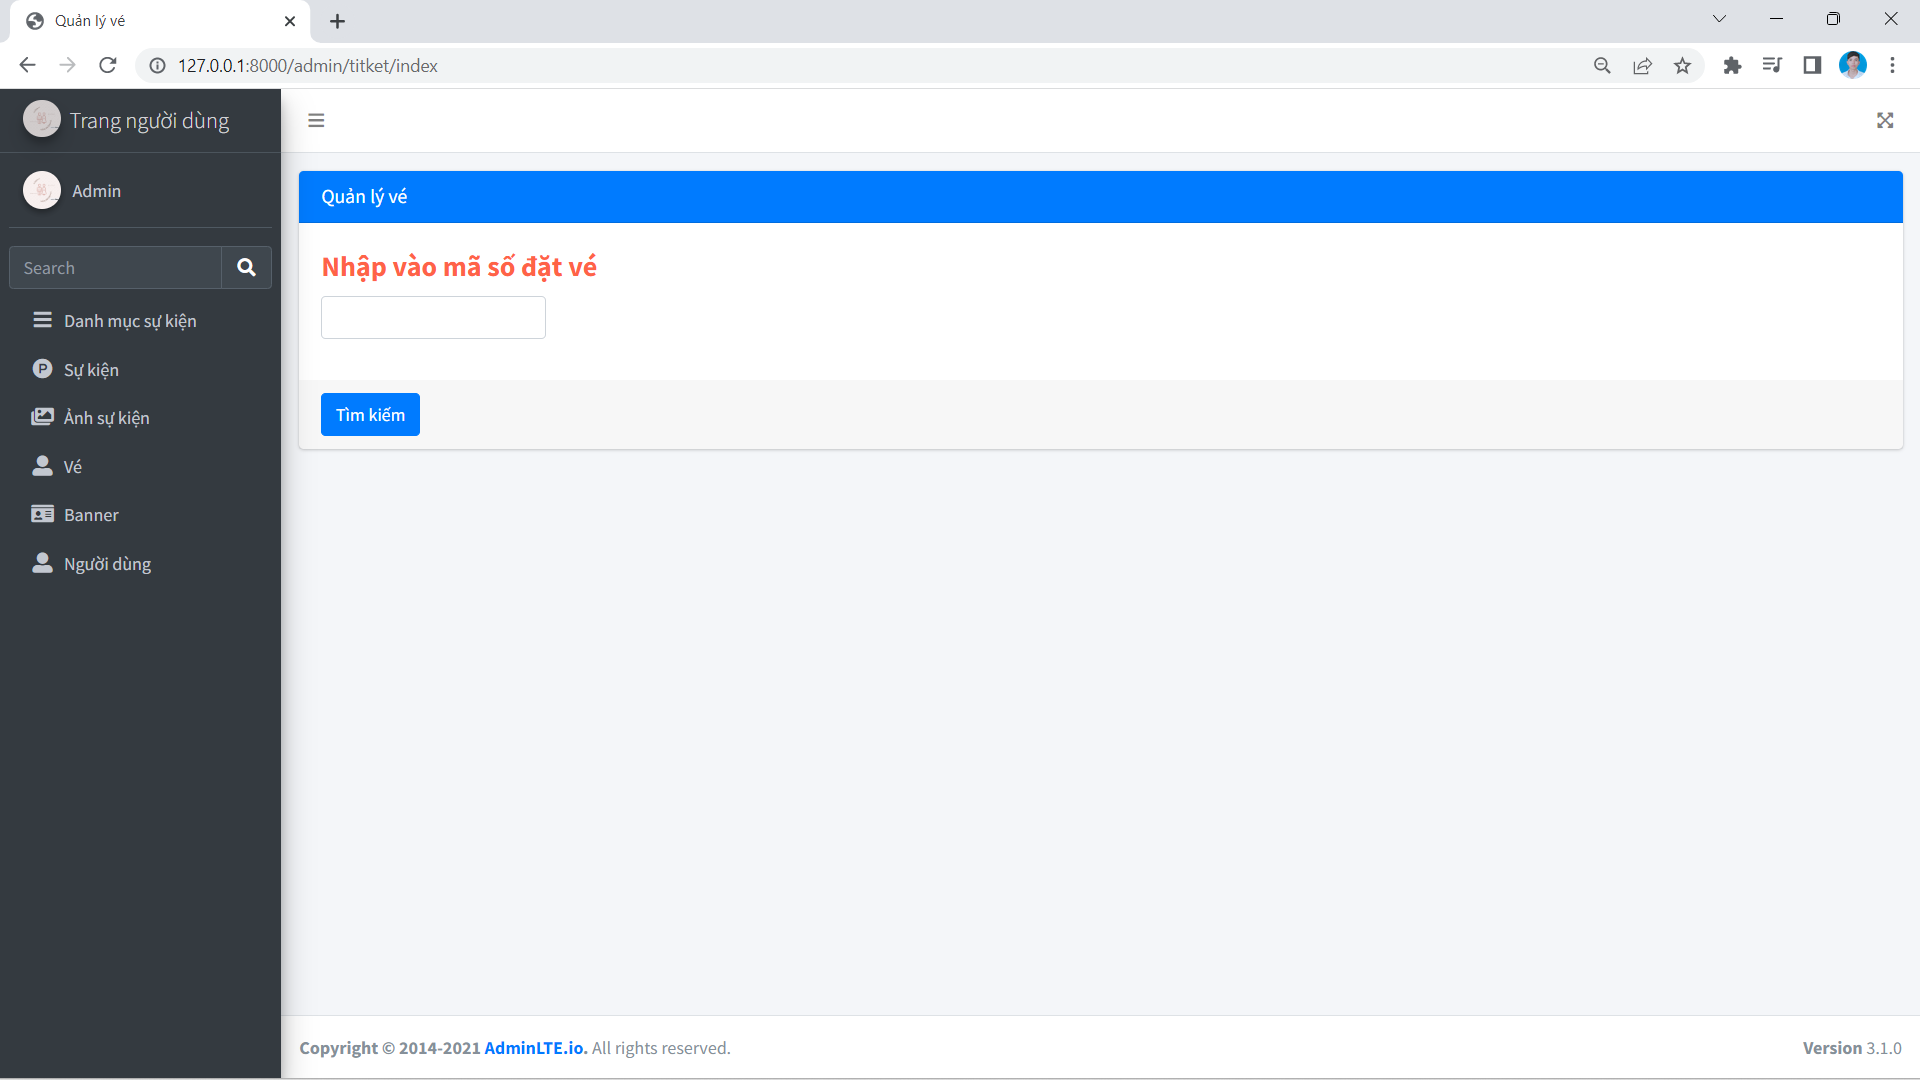 Quản lý vé
127.0.0.1:8000/admin/titket/index
Trang người dùng
Admin
Search
Danh mục sự kiện
Sự kiện
Ảnh sự kiện
Vé
Banner
Người dùng
Quản lý vé
Nhập vào mã số đặt vé
Tìm kiếm
Copyright © 2014-2021 AdminLTE.io. All rights reserved.
Version 3.1.0